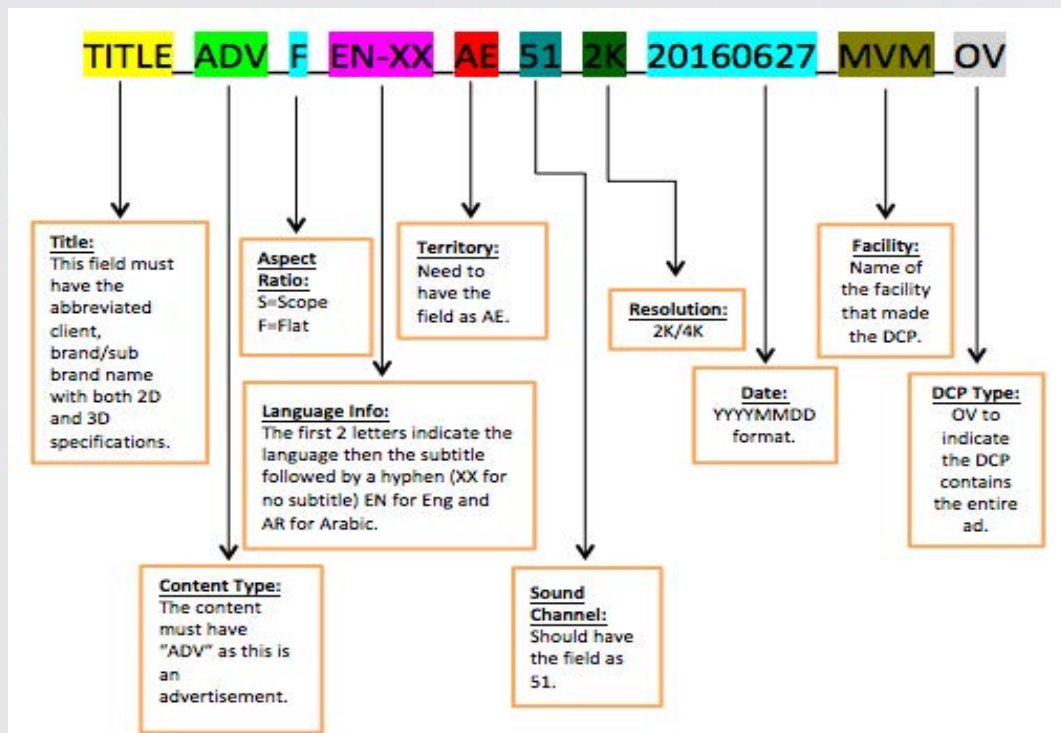 TITLE_ADV_F_EN-XX_AE_51_2K_20160627_MVM_OV
Title:
This field must
have the
abbreviated
client,
brand/sub
brand name
with both 2D
and 3D
specifications.
Aspect
Ratio:
S=Scope
F=Flat
Territory:
Need to
have the
field as AE.
Resolution:
2K/4K
Facility:
Name of
the facility
that made
the DCP.
Language Info:
The first 2 letters indicate the
language then the subtitle
followed by a hyphen (XX for
no subtitle) EN for Eng and
AR for Arabic.
Date:
YYYYMMDD
format.
DCP Type:
OV to
indicate
the DCP
contains
the entire
ad.
Content Type:
The content
must have
"ADV" as this is
an
advertisement.
Sound
Channel:
Should have
the field as
51.